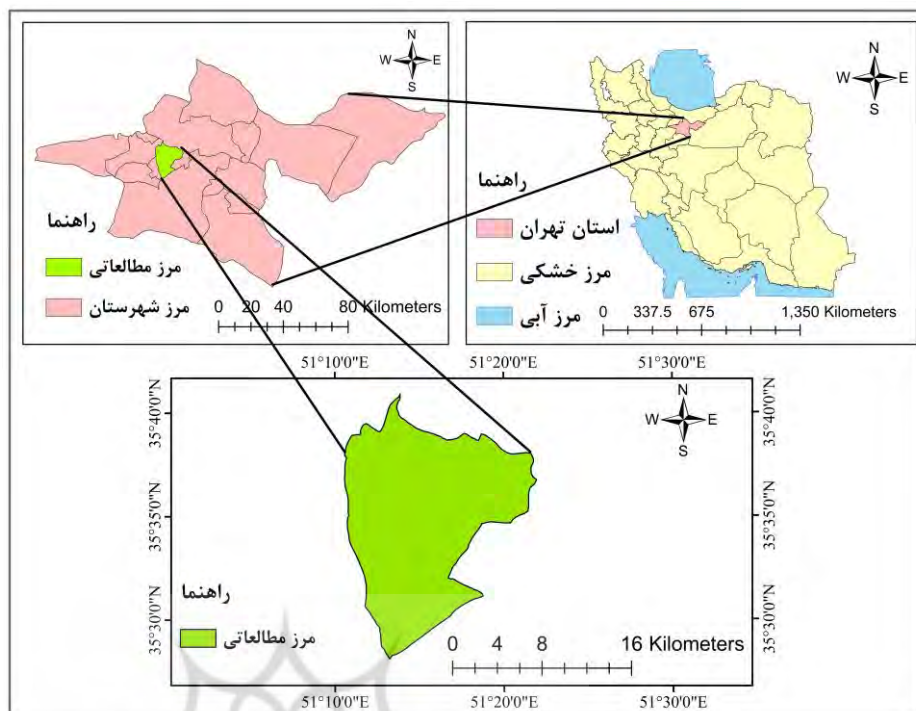 N
W E
S
راهنما
مرز مطالعاتی
مرز شهرستان
0 20 40 80 Kilometers
N
W E
S
راهنما
استان تهران
مرز خشکی
مرز آبی
0 337.5 675 1,350 Kilometers
51°10'0"E 51°20'0"E 51°30'0"E
35°40'0"N
35°35'0"N
35°30'0"N
N
W E
S
راهنما
مرز مطالعاتی
0 4 8 16 Kilometers
35°40'0"N
35°35'0"N
35°30'0"N
51°10'0"E 51°20'0"E 51°30'0"E